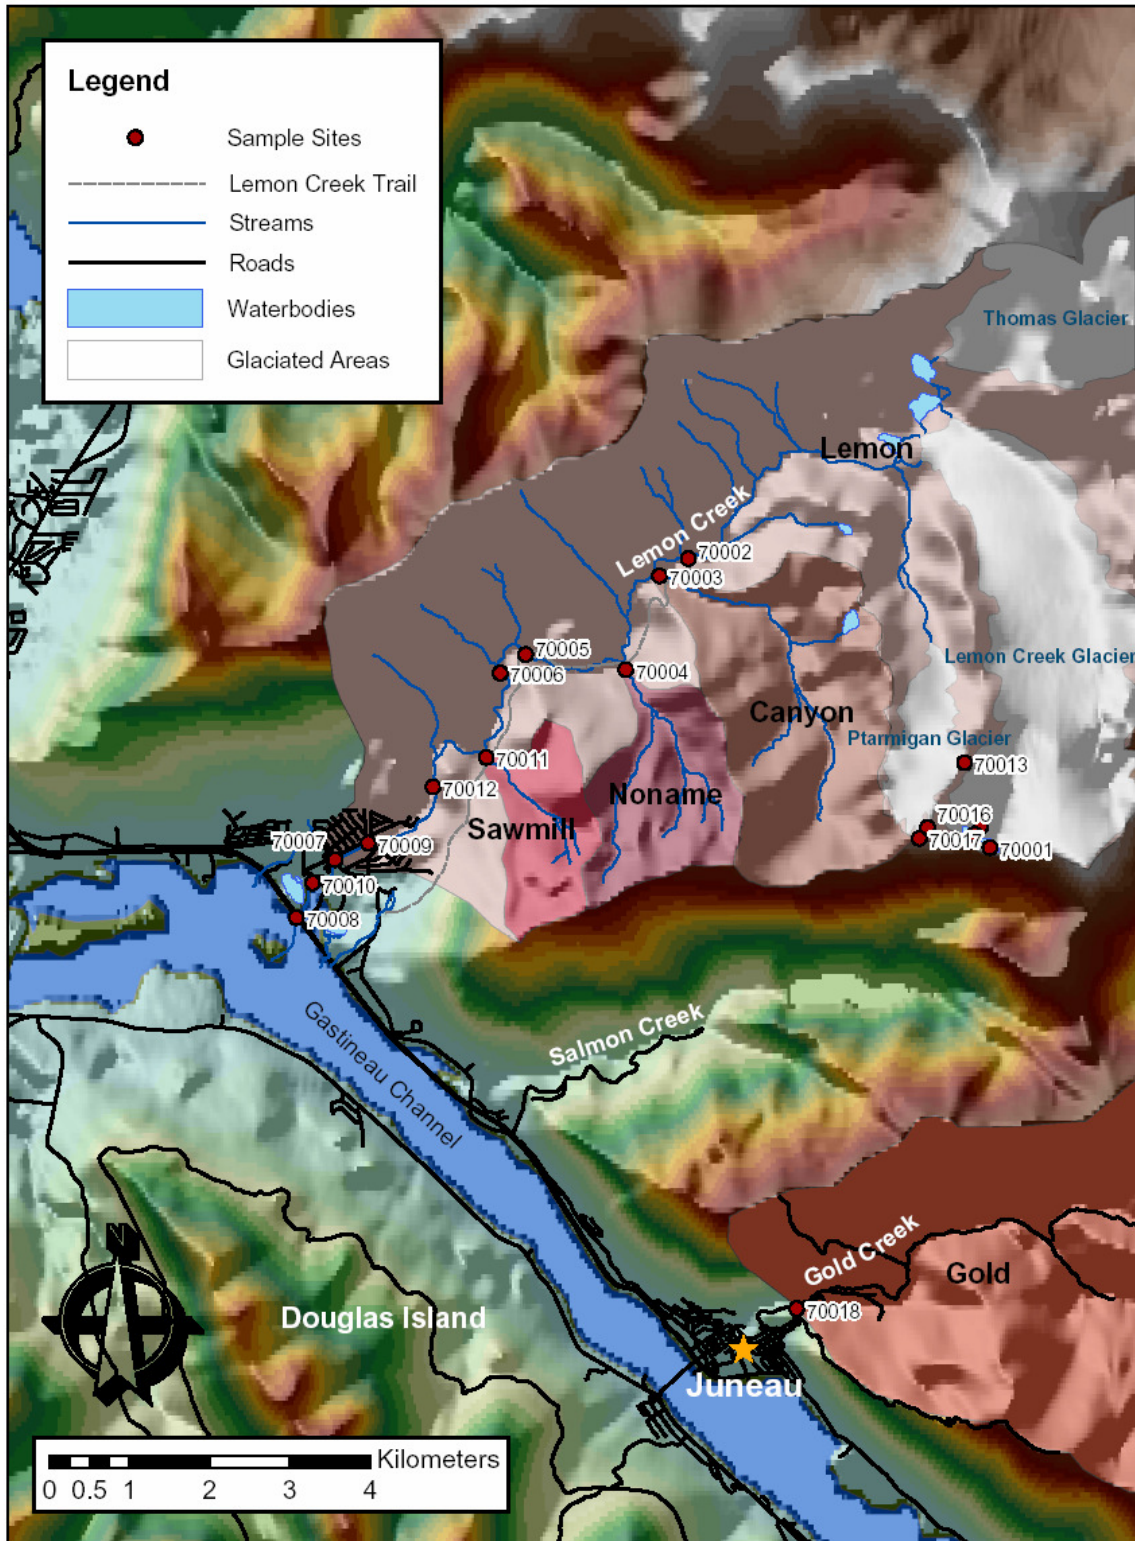 Legend
Sample Sites
Lemon Creek Trail
Streams
Roads
Waterbodies
Glaciated Areas
Thomas Glacier
Lemon
Lemon Creek
70002
70003
70005
70006
70004
Lemon Creek Glacier
Canyon
Ptarmigan Glacier
70013
70011
70012
Noname
Sawmill
70016
70017
70001
70007
70009
70010
70008
Gastineau Channel
Salmon Creek
Gold Creek
Gold
70018
N
Douglas Island
Juneau
Kilometers
0 0.5 1 2 3 4